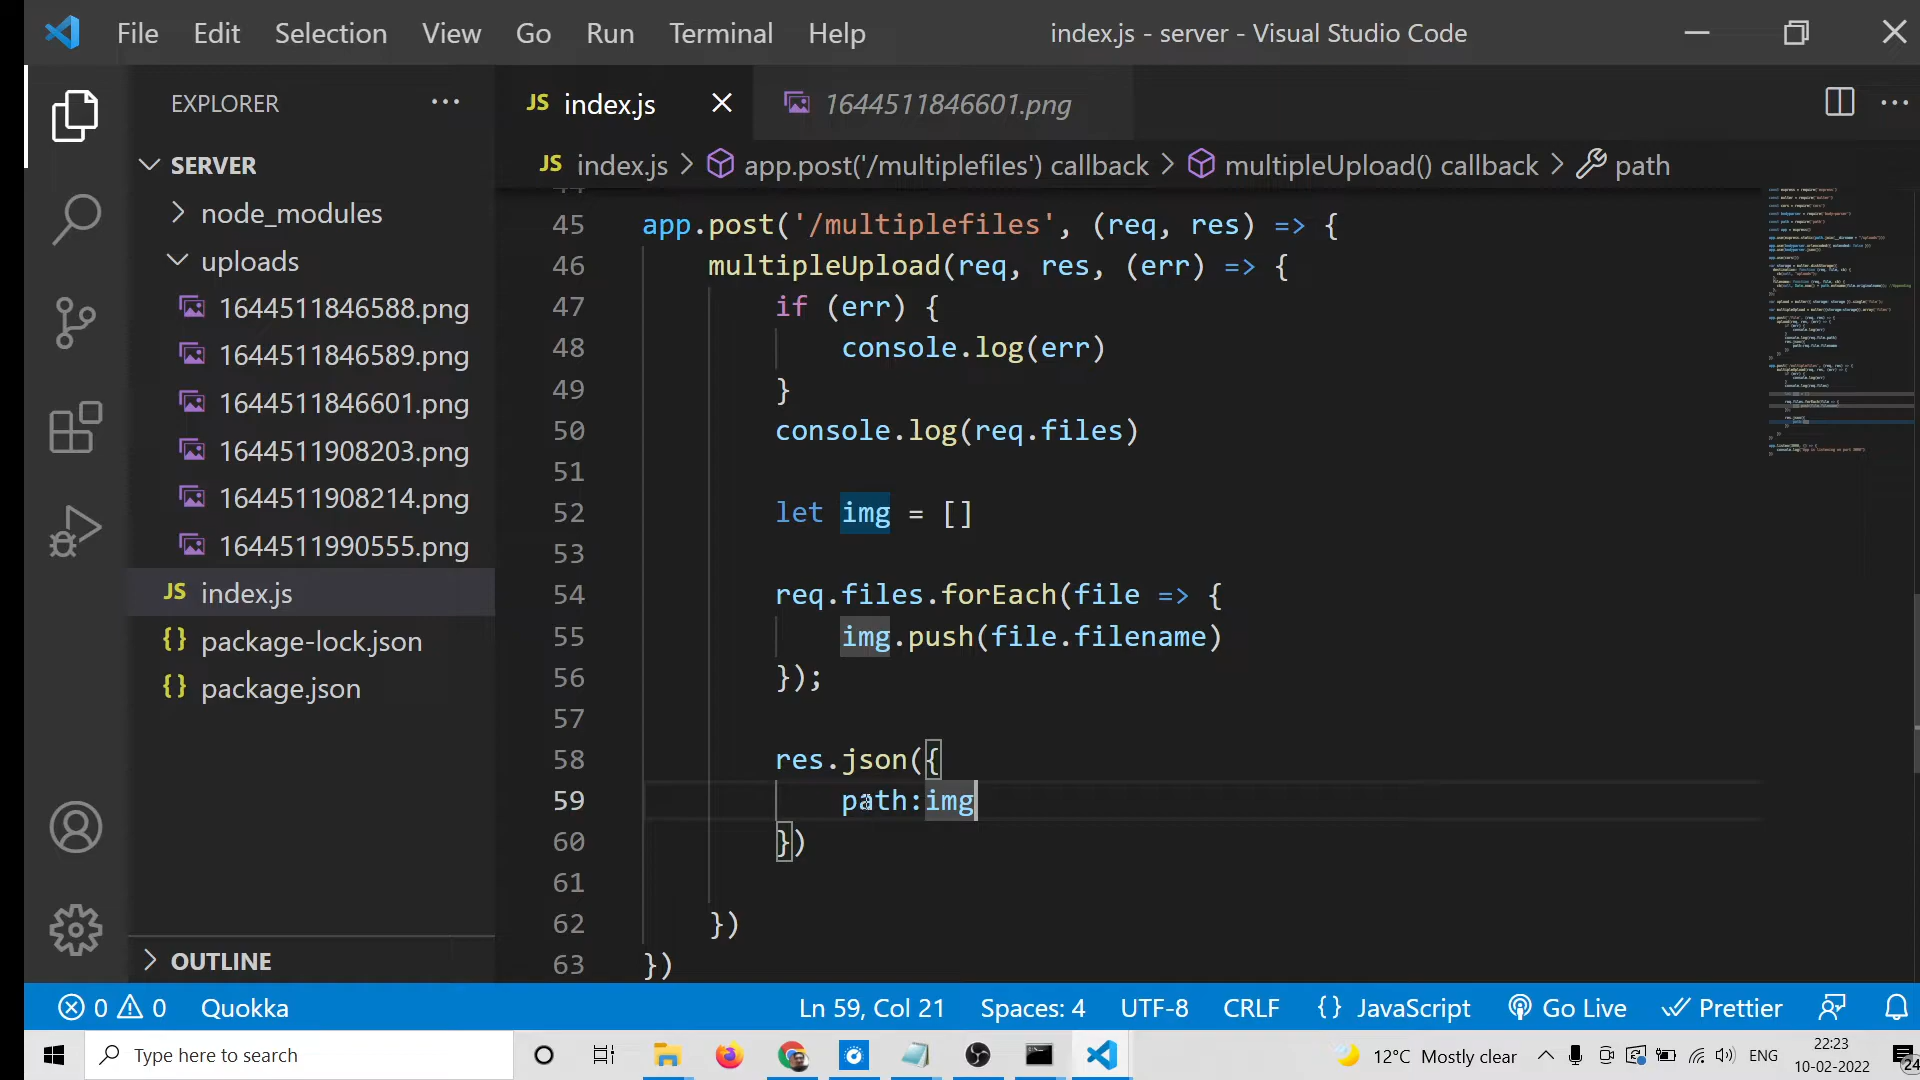 File Edit Selection View Go Run Terminal Help
index.js - server - Visual Studio Code
EXPLORER
SERVER
node_modules
uploads
1644511846588.png
1644511846589.png
1644511846601.png
1644511908203.png
1644511908214.png
1644511990555.png
JS index.js
{} package-lock.json
{} package.json
OUTLINE
JS index.js
1644511846601.png
JS index.js > app.post('/multiplefiles') callback > multipleUpload() callback > path
45 app.post('/multiplefiles', (req, res) => {
46 multipleUpload(req, res, (err) => {
47 if (err) {
48 console.log(err)
49 }
50 console.log(req.files)
51
52 let img = []
53
54 req.files.forEach(file => {
55 img.push(file.filename)
56 });
57
58 res.json({
59 path:img
60 })
61
62 })
63 })
0 0 Quokka
Ln 59, Col 21 Spaces: 4 UTF-8 CRLF {} JavaScript Go Live Prettier
Type here to search
12°C Mostly clear
ENG
22:23
10-02-2022
24